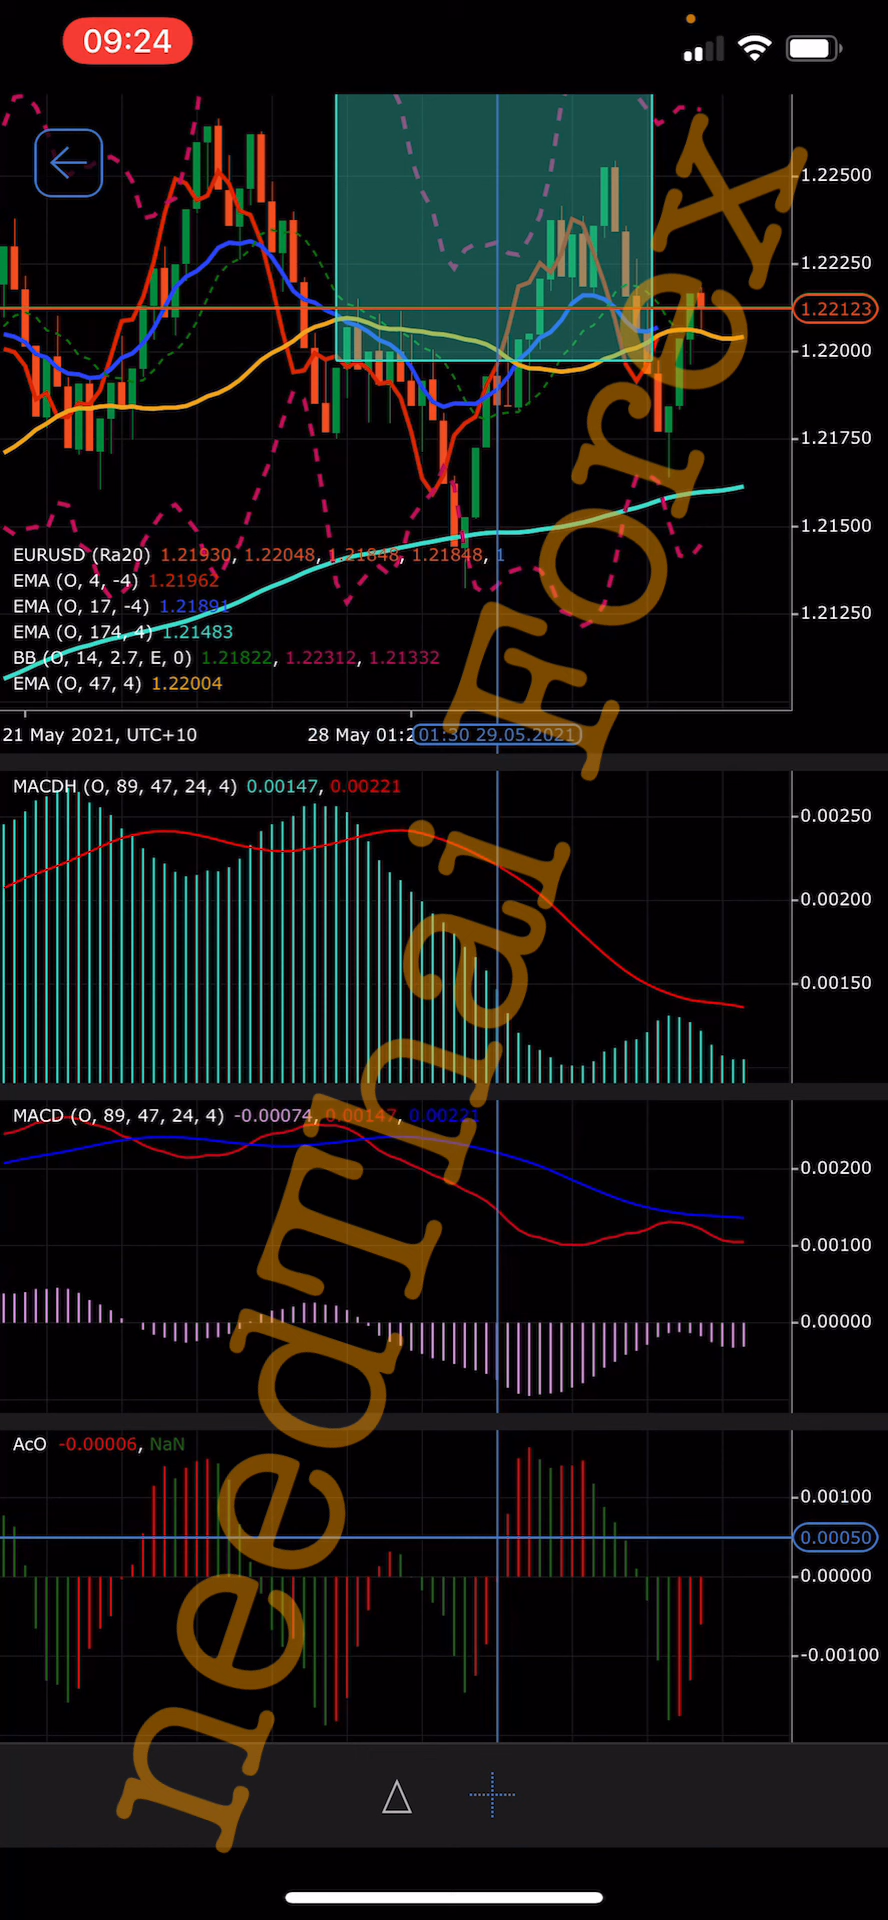 09:24
1.22500
1.22250
1.22123
1.22000
1.21750
1.21500
EURUSD (Ra20) 1.21930, 1.22048, 1.21848, 1.21848, 1
EMA (O, 4, -4) 1.21962
EMA (O, 17, -4) 1.21891
1.21250
EMA (O, 174, 4) 1.21483
BB (O, 14, 2.7, E, 0) 1.21822, 1.22312, 1.21332
EMA (O, 47, 4) 1.22004
21 May 2021, UTC+10 28 May 01:2 01:30 29.05.2021
MACDH (O, 89, 47, 24, 4) 0.00147, 0.00221
0.00250
0.00200
0.00150
MACD (O, 89, 47, 24, 4) -0.00074, 0.00147, 0.00221
0.00200
0.00100
0.00000
AcO -0.00006, NaN
0.00100
0.00050
0.00000
-0.00100
needThai Forex